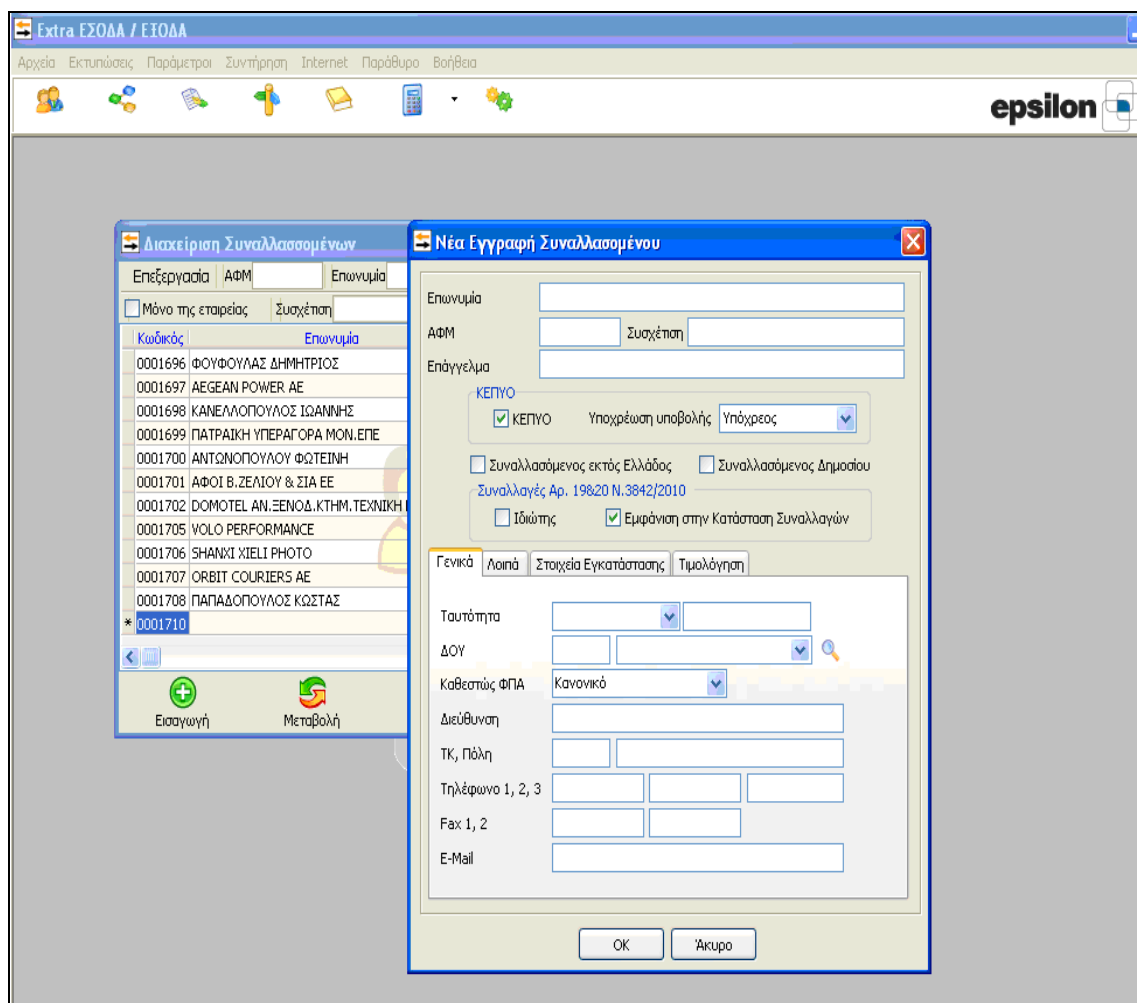 Extra ΕΣΟΔΑ / ΕΞΟΔΑ
Αρχεία Εκτυπώσεις Παράμετροι Συντήρηση Internet Παράθυρο Βοήθεια
epsilon
Διαχείριση Συναλλασσομένων
Επεξεργασία ΑΦΜ Επωνυμία
Μόνο της εταιρείας Συσχέτιση
Κωδικός Επωνυμία
0001696 ΦΟΥΦΟΥΛΑΣ ΔΗΜΗΤΡΙΟΣ
0001697 AEGEAN POWER AE
0001698 ΚΑΝΕΛΛΟΠΟΥΛΟΣ ΙΩΑΝΝΗΣ
0001699 ΠΑΤΡΑΙΚΗ ΥΠΕΡΑΓΟΡΑ ΜΟΝ.ΕΠΕ
0001700 ΑΝΤΩΝΟΠΟΥΛΟΥ ΦΩΤΕΙΝΗ
0001701 ΑΦΟΙ Β.ΖΕΛΙΟΥ & ΣΙΑ ΕΕ
0001702 DOMOTEL ΑΝ.ΞΕΝΟΔ.ΚΤΗΜ.ΤΕΧΝΙΚΗ
0001705 VOLO PERFORMANCE
0001706 SHANXI XIELI PHOTO
0001707 ORBIT COURIERS AE
0001708 ΠΑΠΑΔΟΠΟΥΛΟΣ ΚΩΣΤΑΣ
* 0001710
Εισαγωγή Μεταβολή
Νέα Εγγραφή Συναλλασομένου
Επωνυμία
ΑΦΜ Συσχέτιση
Επάγγελμα
ΚΕΠΥΟ
ΚΕΠΥΟ Υποχρέωση υποβολής Υπόχρεος
Συναλλασόμενος εκτός Ελλάδος Συναλλασόμενος Δημοσίου
Συναλλαγές Αρ. 19&20 Ν.3842/2010
Ιδιώτης Εμφάνιση στην Κατάσταση Συναλλαγών
Γενικά Λοιπά Στοιχεία Εγκατάστασης Τιμολόγηση
Ταυτότητα
ΔΟΥ
Καθεστώς ΦΠΑ Κανονικό
Διεύθυνση
ΤΚ, Πόλη
Τηλέφωνο 1, 2, 3
Fax 1, 2
E-Mail
OK Άκυρο